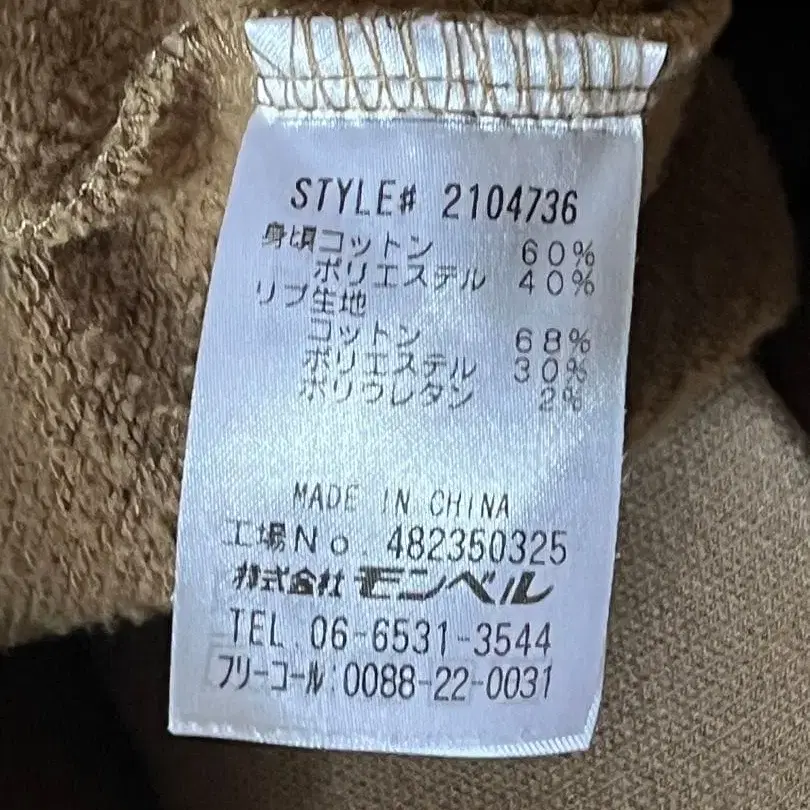 STYLE# 2104736
身頃コットン 60%
ポリエステル 40%
リブ生地
コットン 68%
ポリエステル 30%
ポリウレタン 2%
MADE IN CHINA
工場No. 482350325
株式会社 モンベル
TEL.06-6531-3544
フリーコール:0088-22-0031